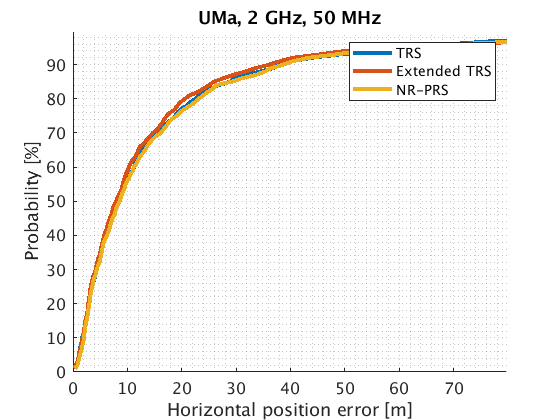 UMa, 2 GHz, 50 MHz
TRS
Extended TRS
NR-PRS
Probability [%]
90
80
70
60
50
40
30
20
10
0
0 10 20 30 40 50 60 70
Horizontal position error [m]